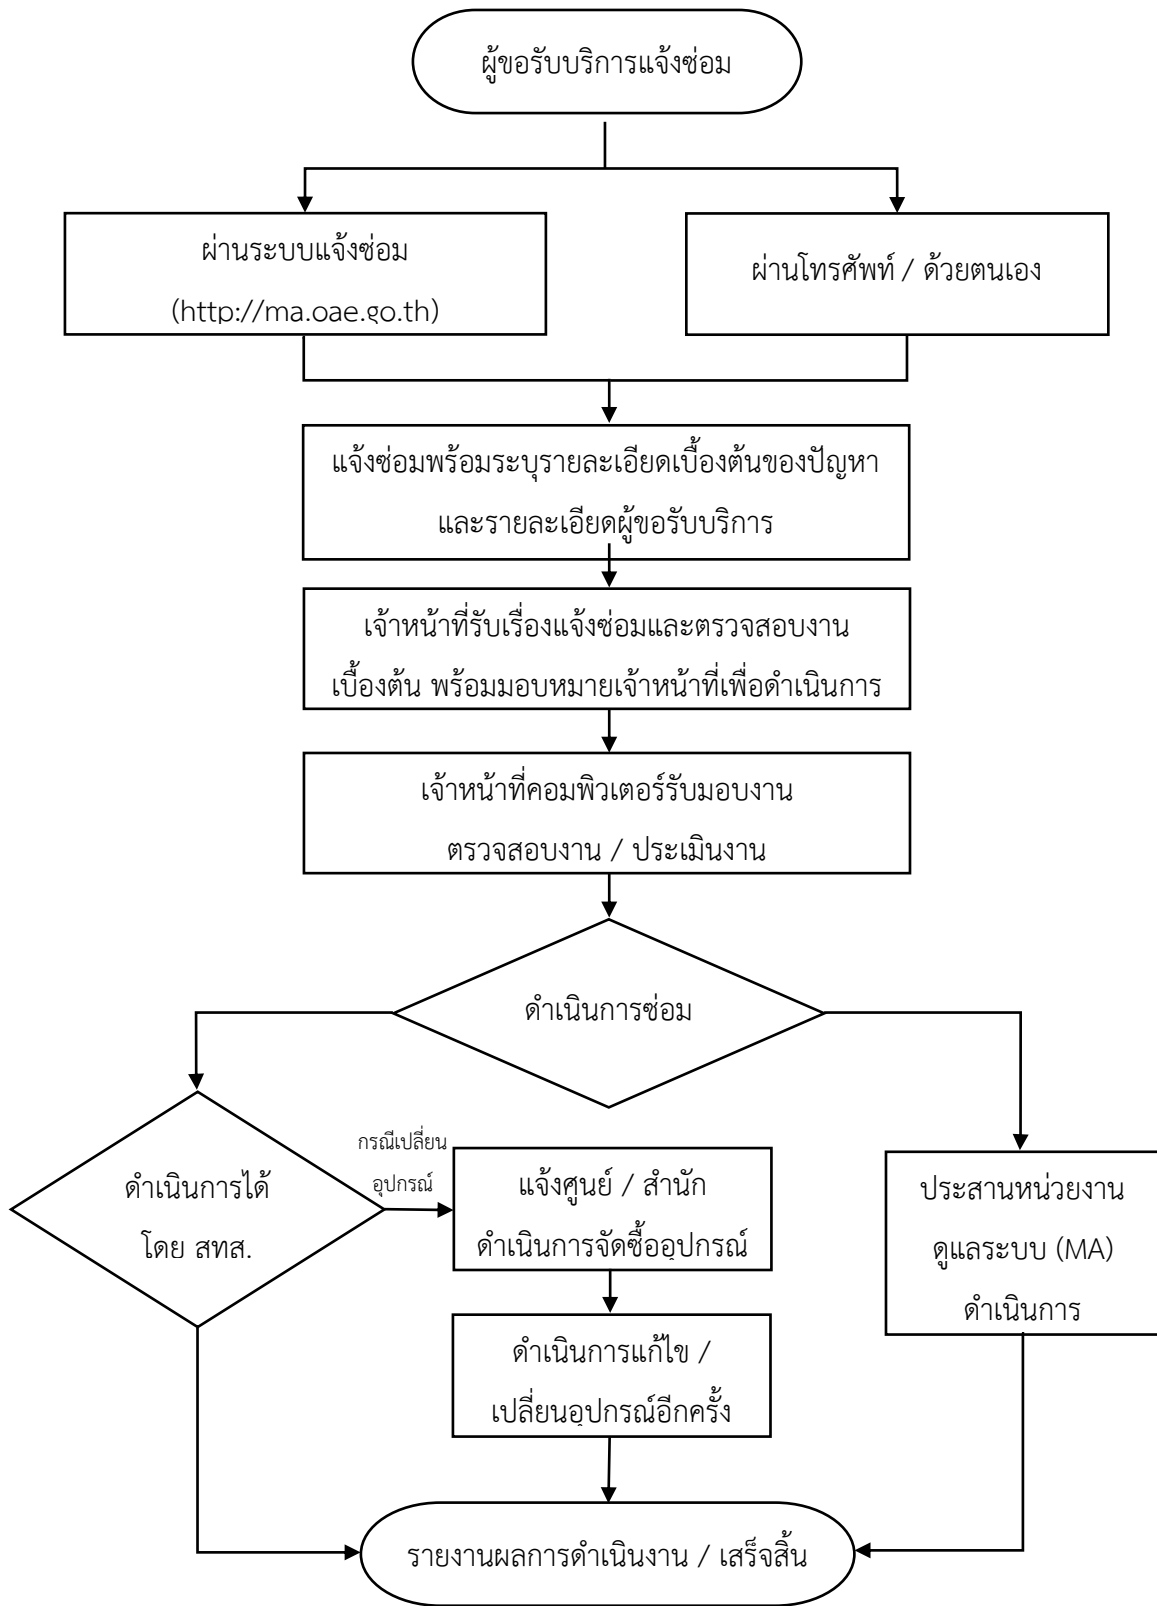 ผู้ขอรับบริการแจ้งซ่อม
ผ่านระบบแจ้งซ่อม
(http://ma.oae.go.th)
ผ่านโทรศัพท์ / ด้วยตนเอง
แจ้งซ่อมพร้อมระบุรายละเอียดเบื้องต้นของปัญหา
และรายละเอียดผู้ขอรับบริการ
เจ้าหน้าที่รับเรื่องแจ้งซ่อมและตรวจสอบงาน
เบื้องต้น พร้อมมอบหมายเจ้าหน้าที่เพื่อดำเนินการ
เจ้าหน้าที่คอมพิวเตอร์รับมอบงาน
ตรวจสอบงาน / ประเมินงาน
ดำเนินการซ่อม
ดำเนินการได้
โดย สทส.
กรณีเปลี่ยน
อุปกรณ์
แจ้งศูนย์ / สำนัก
ดำเนินการจัดซื้ออุปกรณ์
ประสานหน่วยงาน
ดูแลระบบ (MA)
ดำเนินการ
ดำเนินการแก้ไข /
เปลี่ยนอุปกรณ์อีกครั้ง
รายงานผลการดำเนินงาน / เสร็จสิ้น